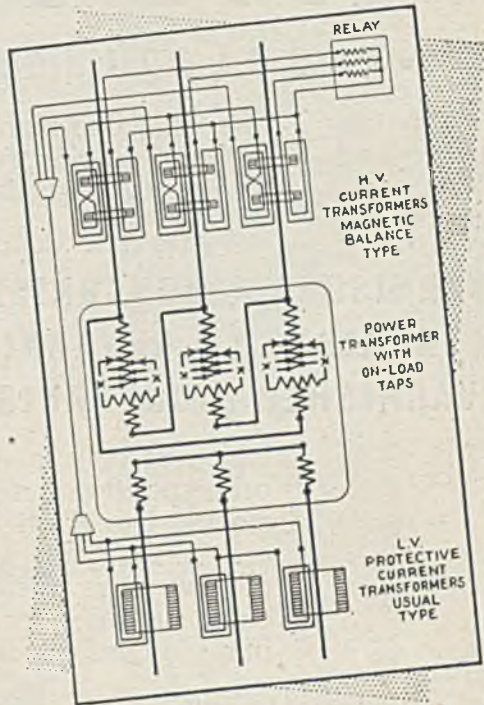 RELAY
H.V.
CURRENT
TRANSFORMERS
MAGNETIC
BALANCE
TYPE
POWER
TRANSFORMER
WITH
ON-LOAD
TAPS
X
X
X
X
X
X
L.V.
PROTECTIVE
CURRENT
TRANSFORMERS
USUAL
TYPE